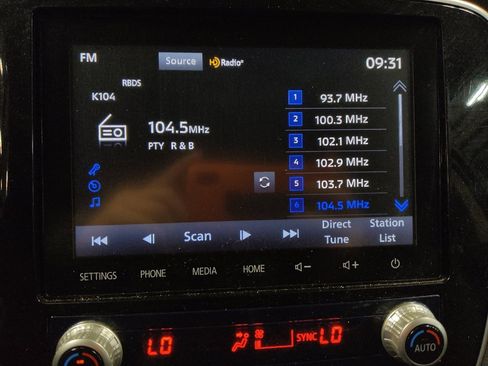 FM Source HD Radio® 09:31
RBDS
K104
104.5MHz
PTY R & B
1 93.7 MHz
2 100.3 MHz
3 102.1 MHz
4 102.9 MHz
5 103.7 MHz
6 104.5 MHz
Scan Direct Tune Station List
SETTINGS PHONE MEDIA HOME
LO SYNC LO
AUTO